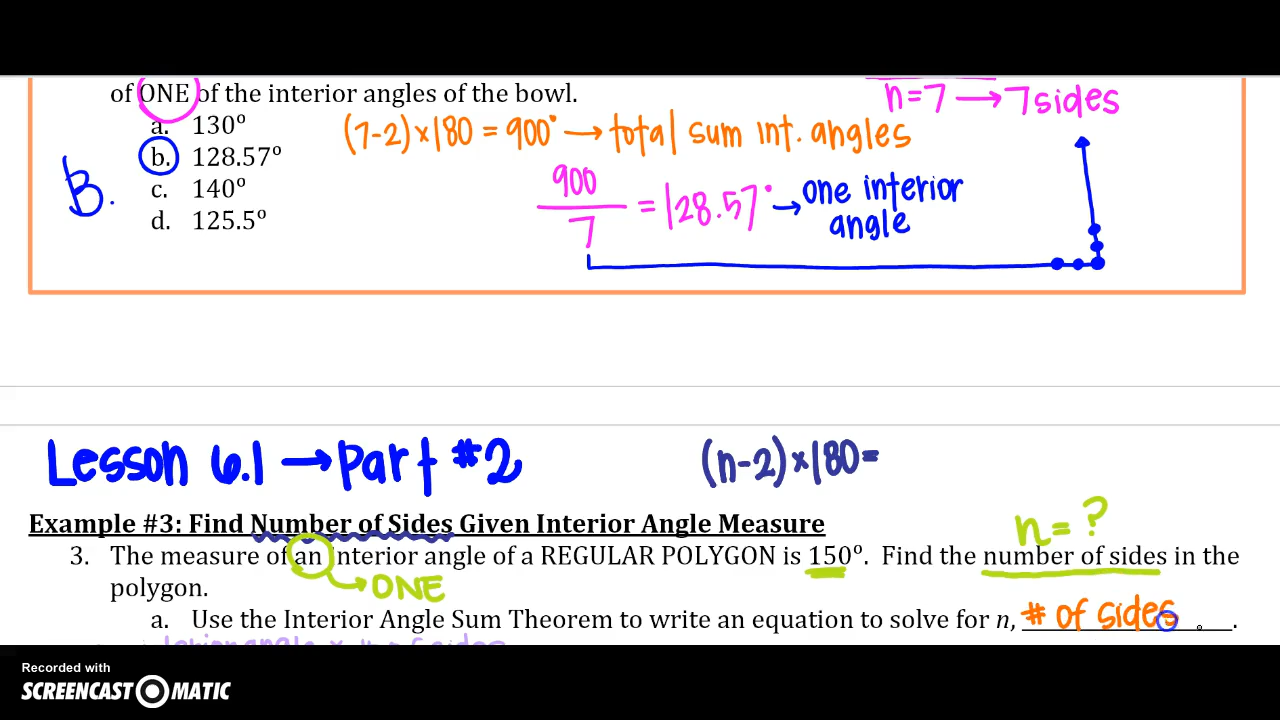 of ONE of the interior angles of the bowl.
n=7 → 7 sides
a. 130°
(7-2)×180 = 900° → total sum int. angles
b. 128.57°
B.
c. 140°
d. 125.5°
900
7
= 128.57° → one interior
angle
Lesson 6.1 → Part #2
(n-2)×180=
Example #3: Find Number of Sides Given Interior Angle Measure
n = ?
3. The measure of an interior angle of a REGULAR POLYGON is 150°. Find the number of sides in the
polygon.
→ ONE
a. Use the Interior Angle Sum Theorem to write an equation to solve for n, # of sides.
Recorded with
SCREENCAST-O-MATIC